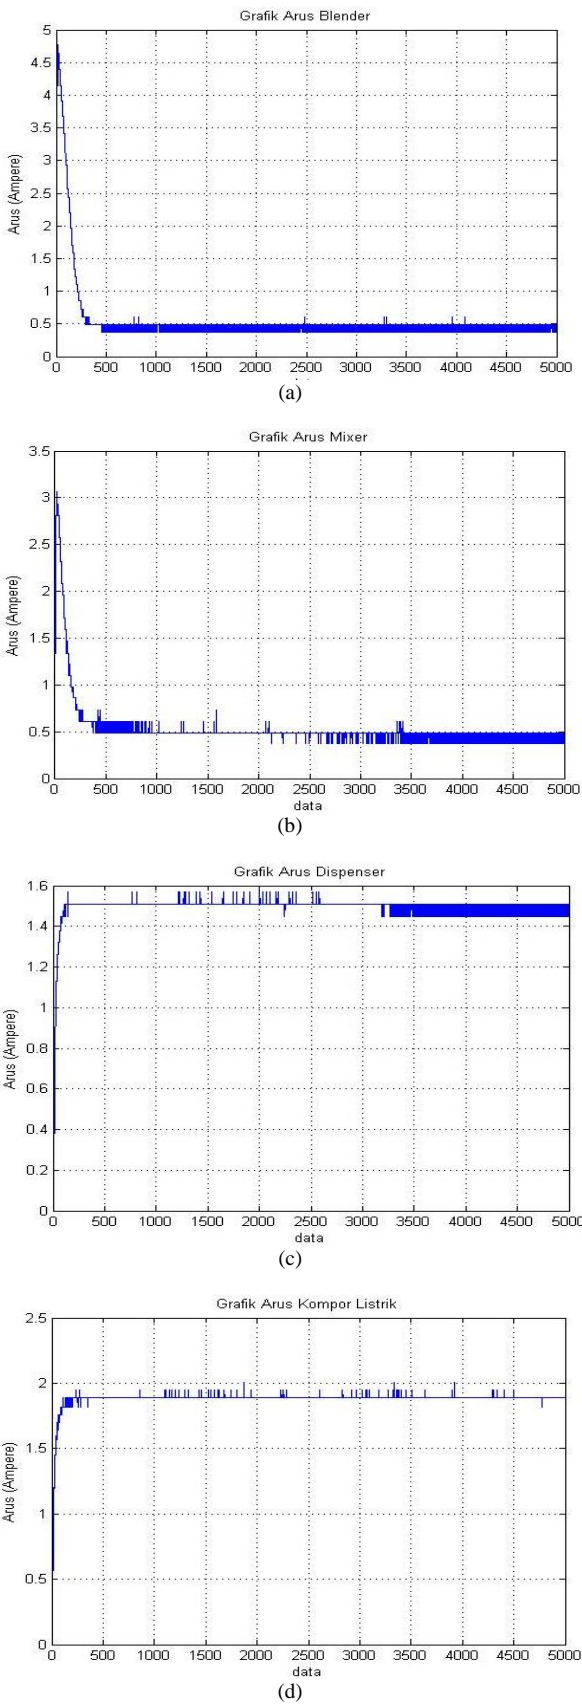 Grafik Arus Blender
5
4.5
4
3.5
3
2.5
2
1.5
1
0.5
0
Arus (Ampere)
0 500 1000 1500 2000 2500 3000 3500 4000 4500 5000
(a)
Grafik Arus Mixer
3.5
3
2.5
2
1.5
1
0.5
0
Arus (Ampere)
0 500 1000 1500 2000 2500 3000 3500 4000 4500 5000
data
(b)
Grafik Arus Dispenser
1.6
1.4
1.2
1
0.8
0.6
0.4
0.2
0
Arus (Ampere)
0 500 1000 1500 2000 2500 3000 3500 4000 4500 5000
data
(c)
Grafik Arus Kompor Listrik
2.5
2
1.5
1
0.5
0
Arus (Ampere)
0 500 1000 1500 2000 2500 3000 3500 4000 4500 5000
data
(d)